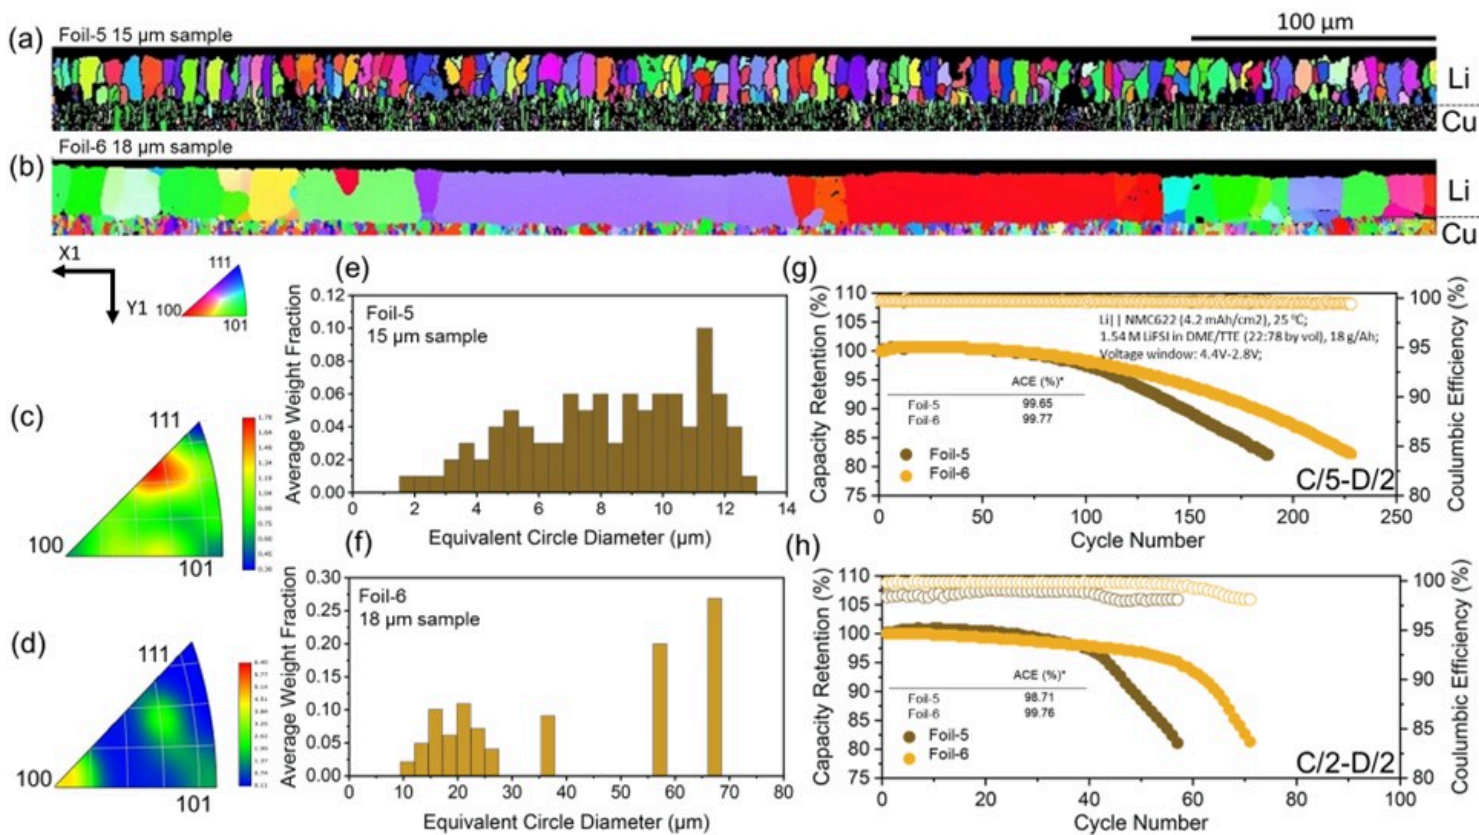 (a)
Foil-5 15 µm sample
100 µm
Li
Cu
(b)
Foil-6 18 µm sample
Li
Cu
X1
Y1
111
100
101
(c)
111
100
101
(d)
111
100
101
(e)
Foil-5
15 µm sample
Average Weight Fraction
0.12
0.10
0.08
0.06
0.04
0.02
0.00
2 4 6 8 10 12 14
Equivalent Circle Diameter (µm)
(f)
Foil-6
18 µm sample
Average Weight Fraction
0.30
0.25
0.20
0.15
0.10
0.05
0.00
0 10 20 30 40 50 60 70 80
Equivalent Circle Diameter (µm)
(g)
Capacity Retention (%)
110
105
100
95
90
85
80
75
Li|| NMC622 (4.2 mAh/cm2), 25 ºC;
1.54 M LiFSI in DME/TTE (22:78 by vol), 18 g/Ah;
Voltage window: 4.4V-2.8V;
ACE (%)*
Foil-5 99.65
Foil-6 99.77
Foil-5
Foil-6
C/5-D/2
0 50 100 150 200 250
Cycle Number
100
95
90
85
80
Coulumbic Efficiency (%)
(h)
Capacity Retention (%)
110
105
100
95
90
85
80
75
ACE (%)*
Foil-5 98.71
Foil-6 99.76
Foil-5
Foil-6
C/2-D/2
0 20 40 60 80 100
Cycle Number
100
95
90
85
80
Coulumbic Efficiency (%)